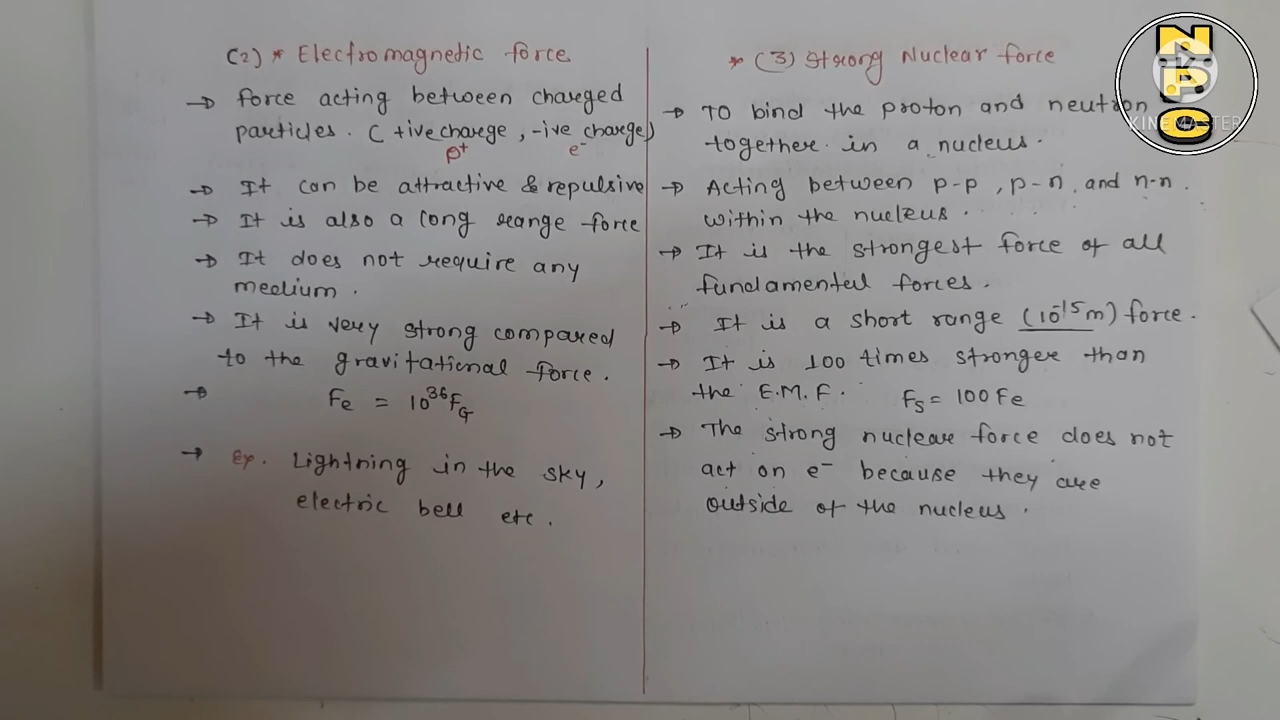 (2) * Electromagnetic force
→ force acting between charged
particles. (+ive charge, -ive charge)
p+ e-
→ It can be attractive & repulsive
→ It is also a long range force
→ It does not require any
medium.
→ It is very strong compared
to the gravitational force.
→ Fe = 10³⁶FG
→ Ex. Lightning in the sky,
electric bell etc.
* (3) Strong Nuclear force
→ To bind the proton and neutron
together in a nucleus.
→ Acting between p-p, p-n, and n-n.
within the nucleus.
→ It is the strongest force of all
fundamental forces.
→ It is a short range (10⁻¹⁵m) force.
→ It is 100 times stronger than
the E.M.F. Fs = 100 Fe
→ The strong nuclear force does not
act on e⁻ because they are
outside of the nucleus.
NPC
KINEMASTER